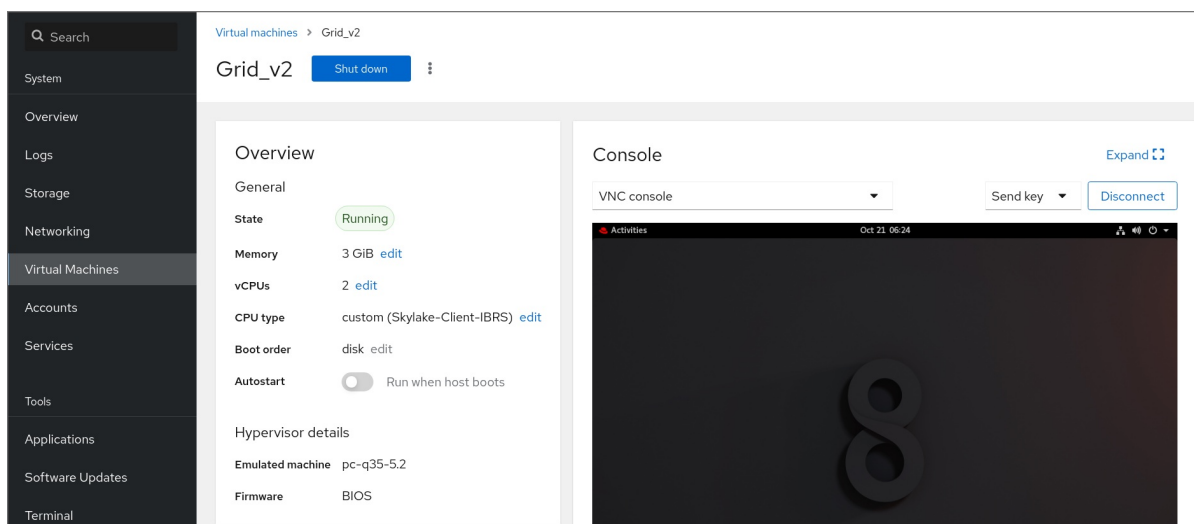 Search
System
Overview
Logs
Storage
Networking
Virtual Machines
Accounts
Services
Tools
Applications
Software Updates
Terminal
Virtual machines > Grid_v2
Grid_v2 Shut down
Overview
General
State Running
Memory 3 GiB edit
vCPUs 2 edit
CPU type custom (Skylake-Client-IBRS) edit
Boot order disk edit
Autostart Run when host boots
Hypervisor details
Emulated machine pc-q35-5.2
Firmware BIOS
Console Expand
VNC console Send key Disconnect
Activities Oct 21 06:24
8